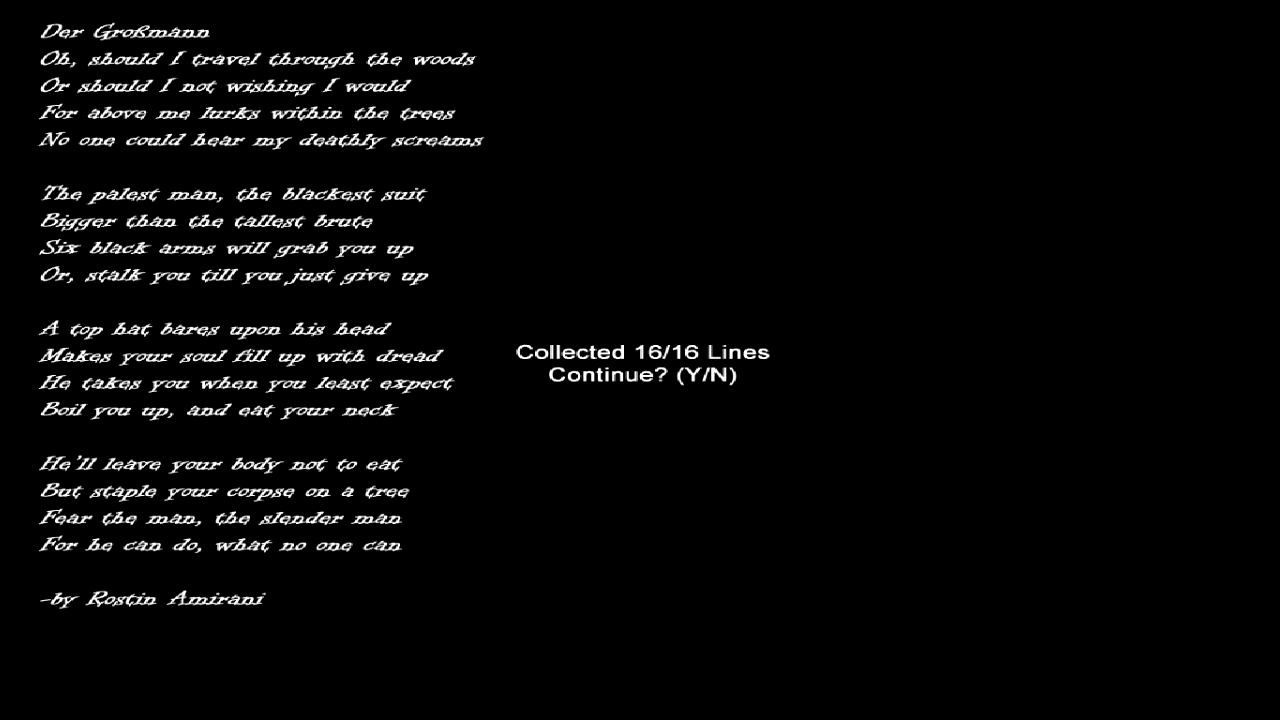 Der Großmann
Oh, should I travel through the woods
Or should I not wishing I would
For above me lurks within the trees
No one could hear my deathly screams

The palest man, the blackest suit
Bigger than the tallest brute
Six black arms will grab you up
Or, stalk you till you just give up

A top hat bares upon his head
Makes your soul fill up with dread
He takes you when you least expect
Boil you up, and eat your neck

He'll leave your body not to eat
But staple your corpse on a tree
Fear the man, the slender man
For he can do, what no one can

-by Rostin Amirani

Collected 16/16 Lines
Continue? (Y/N)